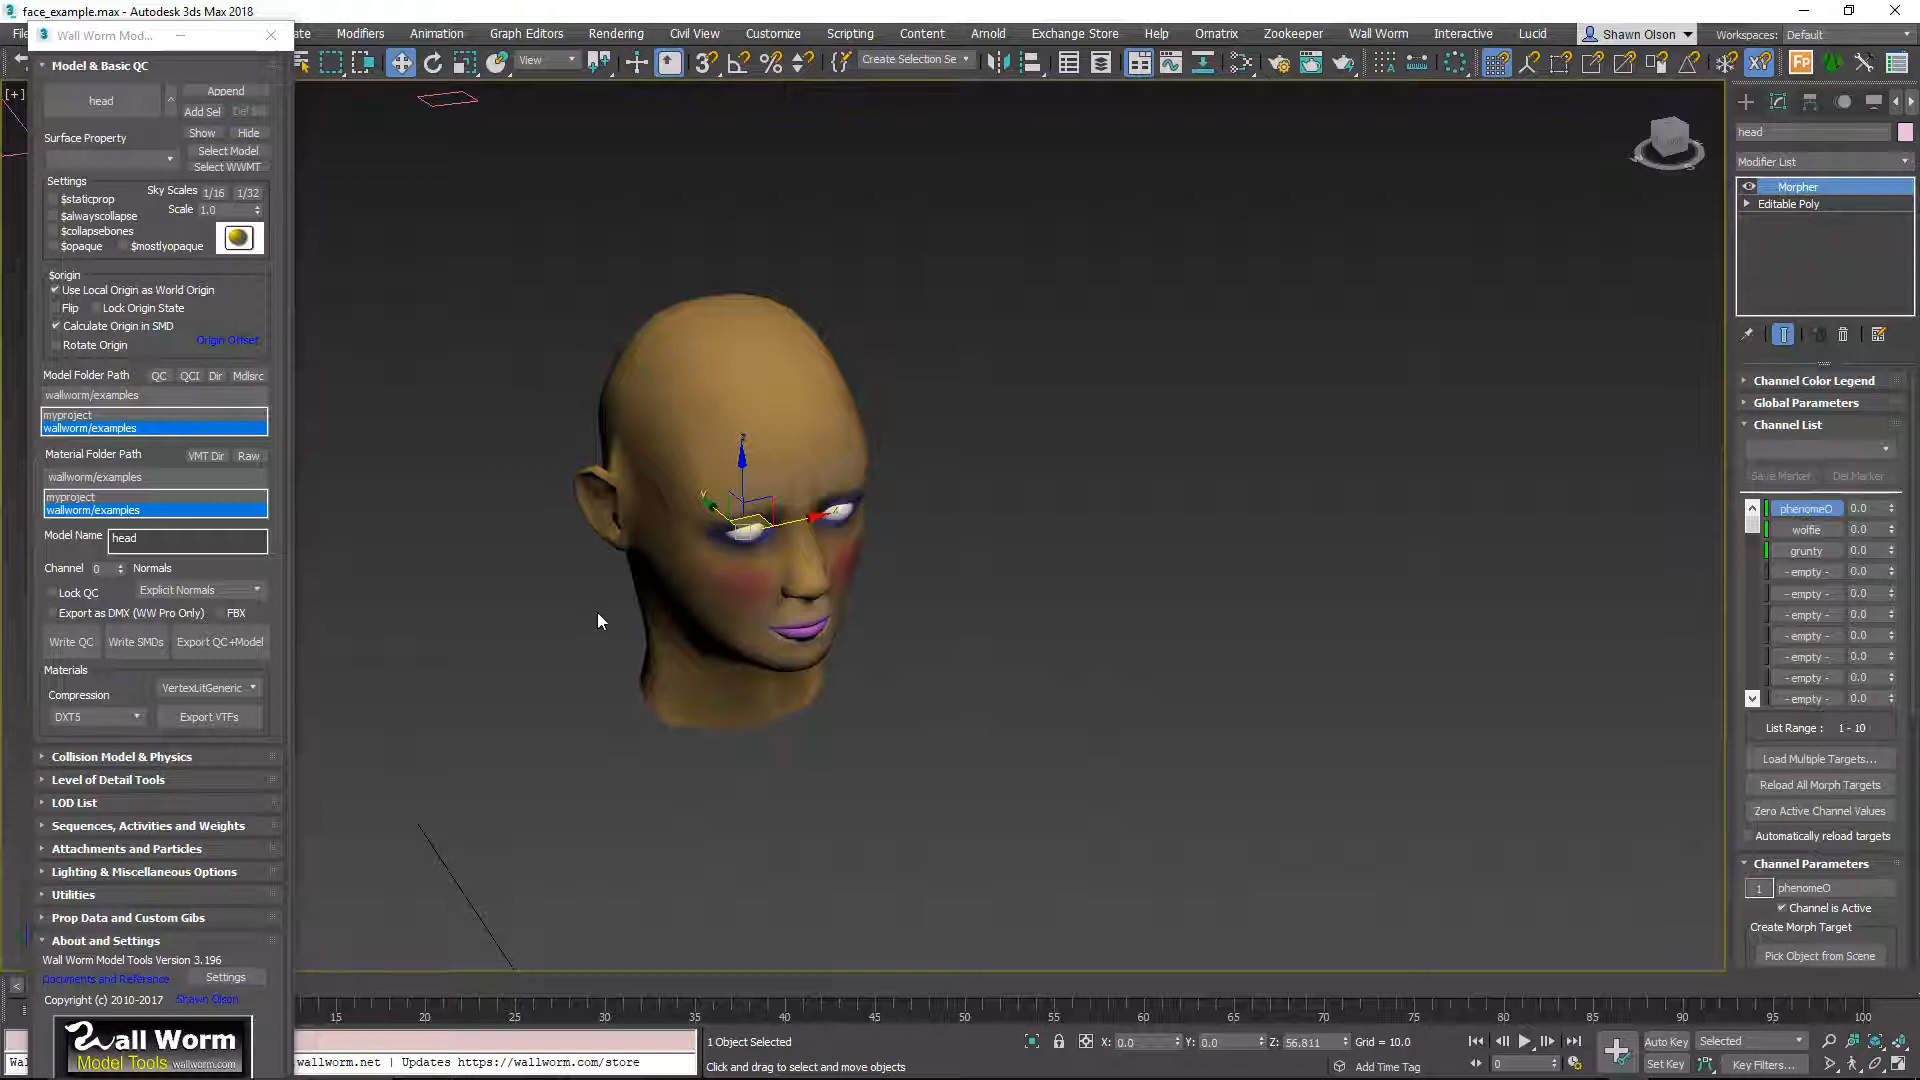 face_example.max - Autodesk 3ds Max 2018
Wall Worm Mod...
Modifiers Animation Graph Editors Rendering Civil View Customize Scripting Content Arnold Exchange Store Help Ornatrix Zookeeper Wall Worm Interactive Lucid Shawn Olson Workspaces: Default
View Create Selection Se
Model & Basic QC
head
Append
Add Sel
Surface Property
Show Hide
Select Model
Select WWMT
Settings
Sky Scales 1/16 1/32
$staticprop
Scale 1.0
$alwayscollapse
$collapsebones
$opaque $mostlyopaque
$origin
Use Local Origin as World Origin
Flip Lock Origin State
Calculate Origin in SMD
Rotate Origin
Origin Offset
Model Folder Path QC QCI Dir Mdlsrc
wallworm/examples
myproject
wallworm/examples
Material Folder Path VMT Dir Raw
wallworm/examples
myproject
wallworm/examples
Model Name head
Channel 0 Normals
Lock QC Explicit Normals
Export as DMX (WW Pro Only) FBX
Write QC Write SMDs Export QC+Model
Materials
Compression VertexLitGeneric
DXT5 Export VTFs
Collision Model & Physics
Level of Detail Tools
LOD List
Sequences, Activities and Weights
Attachments and Particles
Lighting & Miscellaneous Options
Utilities
Prop Data and Custom Gibs
About and Settings
Wall Worm Model Tools Version 3.196
Documents and Reference Settings
Copyright (c) 2010-2017 Shawn Olson
Wall Worm
Model Tools wallworm.com
[+]
head
Modifier List
Morpher
Editable Poly
Channel Color Legend
Global Parameters
Channel List
Save Marker Del Marker
phenomeO 0.0
wolfie 0.0
grunty 0.0
- empty - 0.0
- empty - 0.0
- empty - 0.0
- empty - 0.0
- empty - 0.0
- empty - 0.0
- empty - 0.0
List Range : 1 - 10
Load Multiple Targets...
Reload All Morph Targets
Zero Active Channel Values
Automatically reload targets
Channel Parameters
1 phenomeO
Channel is Active
Create Morph Target
Pick Object from Scene
15 20 25 30 35 40 45 50 55 60 65 70 75 80 85 90 95 100
1 Object Selected X: 0.0 Y: 0.0 Z: 56.811 Grid = 10.0 Auto Key Selected
.wallworm.net | Updates https://wallworm.com/store
Click and drag to select and move objects Add Time Tag 0 Set Key Key Filters...